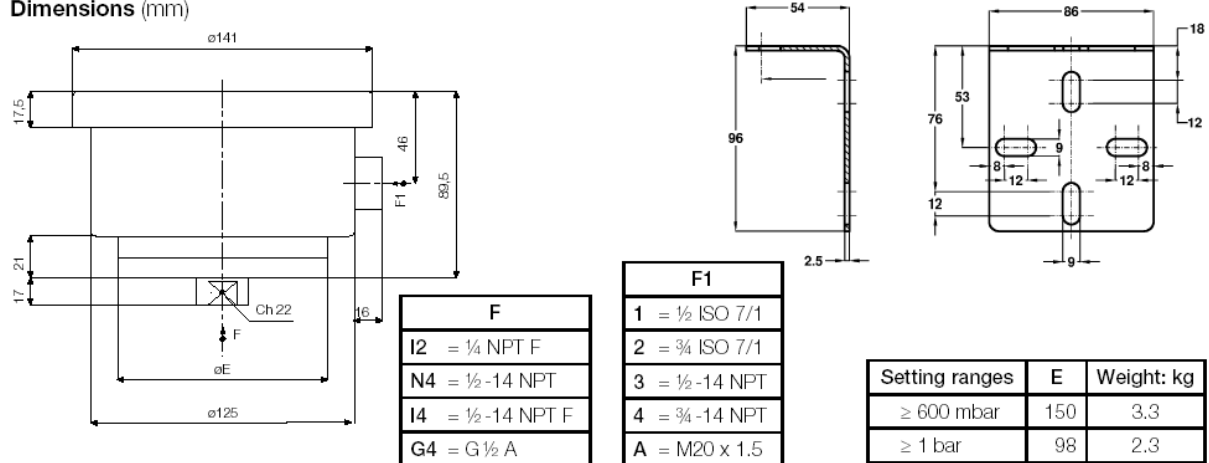 Dimensions (mm)
ø141
17,5
46
89,5
F1
21
17
Ch 22
16
F
øE
ø125
54
96
2.5
86
18
53
76
12
9
8
8
12
12
12
9
F
I2 = ¼ NPT F
N4 = ½ -14 NPT
I4 = ½ -14 NPT F
G4 = G ½ A
F1
1 = ½ ISO 7/1
2 = ¾ ISO 7/1
3 = ½ -14 NPT
4 = ¾ -14 NPT
A = M20 x 1.5
Setting ranges E Weight: kg
≥ 600 mbar 150 3.3
≥ 1 bar 98 2.3